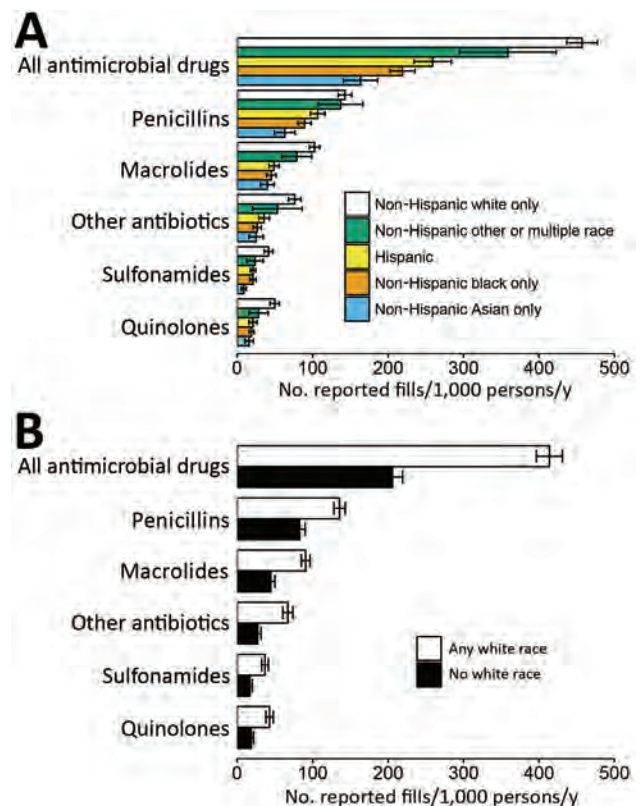 A
All antimicrobial drugs
Penicillins
Macrolides
Other antibiotics
Sulfonamides
Quinolones
Non-Hispanic white only
Non-Hispanic other or multiple race
Hispanic
Non-Hispanic black only
Non-Hispanic Asian only
0 100 200 300 400 500
No. reported fills/1,000 persons/y
B
All antimicrobial drugs
Penicillins
Macrolides
Other antibiotics
Sulfonamides
Quinolones
Any white race
No white race
0 100 200 300 400 500
No. reported fills/1,000 persons/y